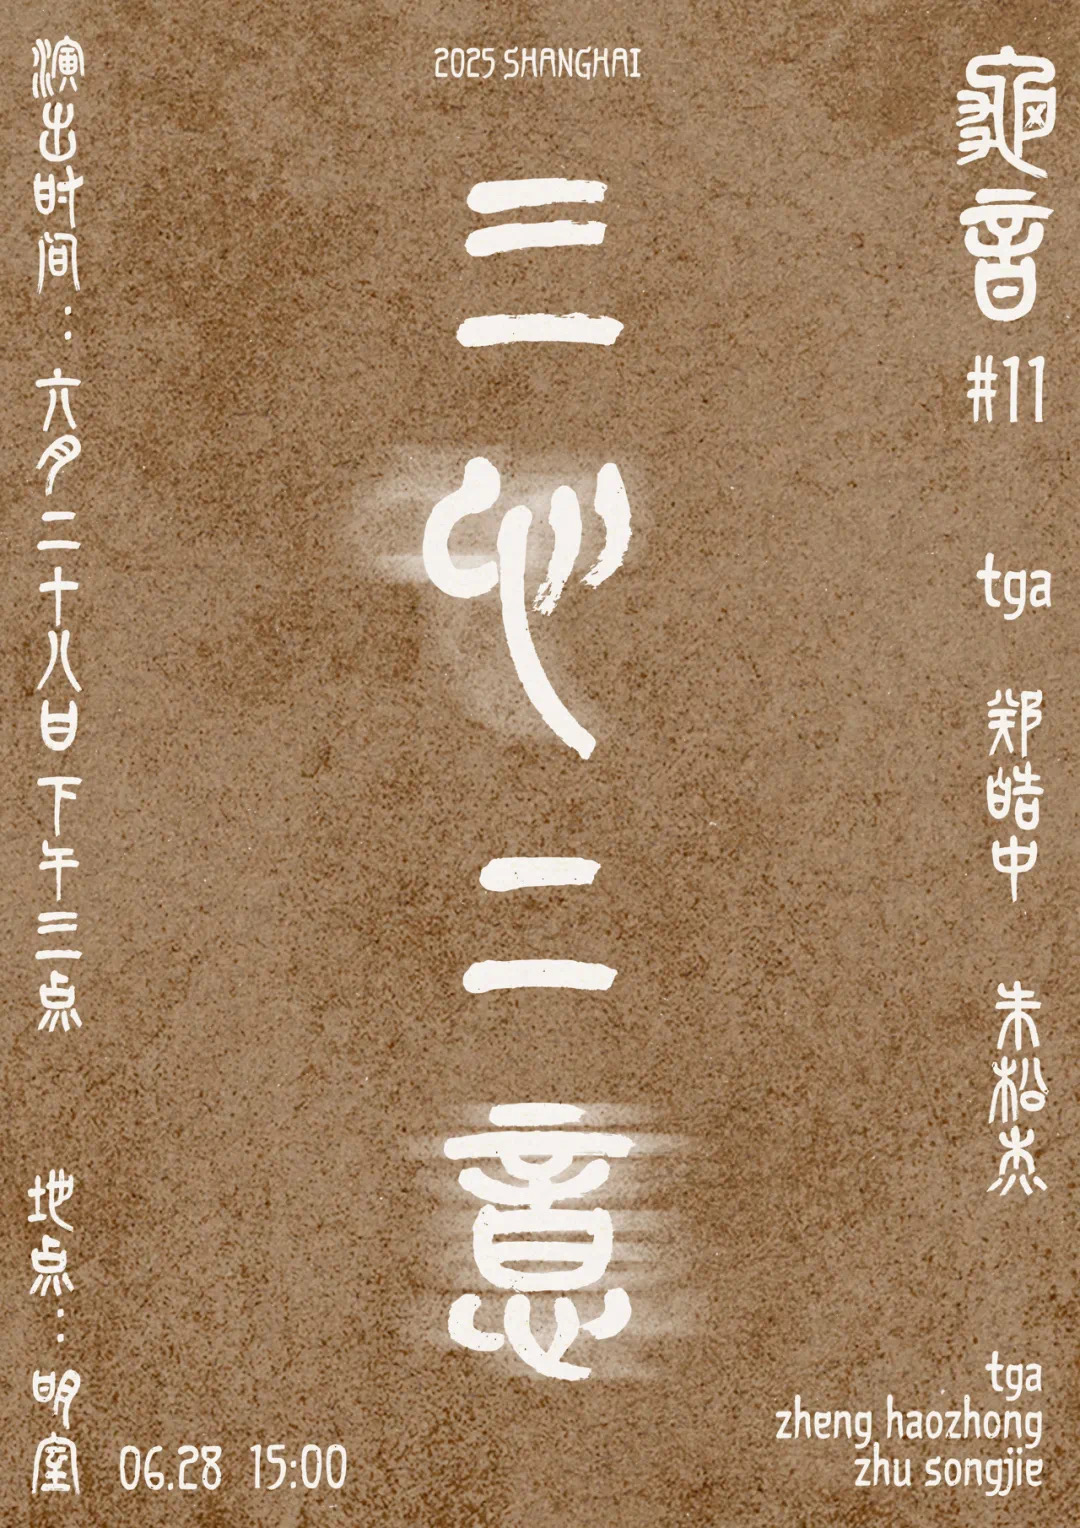 2025 SHANGHAI
龜音
#11
tga
郑皓中
朱松杰
三心二意
演出时间：六月二十八日 下午三点
地点：明室
06.28 15:00
tga
zheng haozhong
zhu songjie